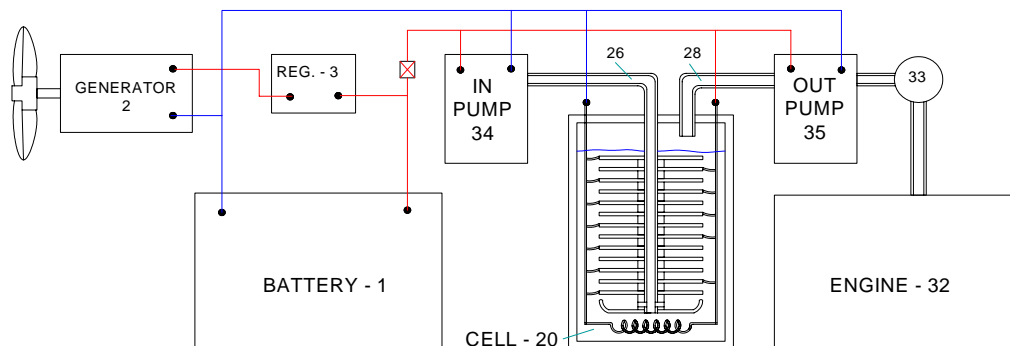 GENERATOR
2
REG. - 3
IN
PUMP
34
26
28
OUT
PUMP
35
33
BATTERY - 1
CELL - 20
ENGINE - 32